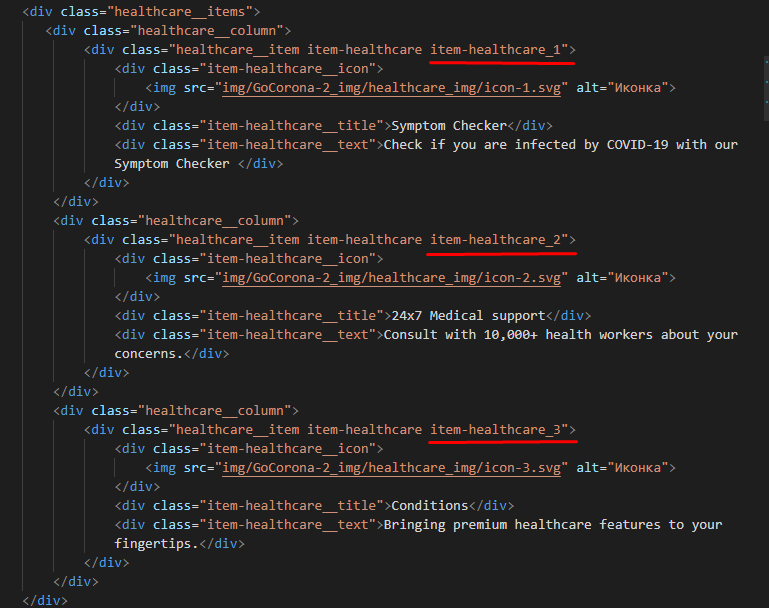 <div class="healthcare__items">
<div class="healthcare__column">
<div class="healthcare__item item-healthcare item-healthcare_1">
<div class="item-healthcare__icon">
<img src="img/GoCorona-2_img/healthcare_img/icon-1.svg" alt="Иконка">
</div>
<div class="item-healthcare__title">Symptom Checker</div>
<div class="item-healthcare__text">Check if you are infected by COVID-19 with our
Symptom Checker </div>
</div>
</div>
<div class="healthcare__column">
<div class="healthcare__item item-healthcare item-healthcare_2">
<div class="item-healthcare__icon">
<img src="img/GoCorona-2_img/healthcare_img/icon-2.svg" alt="Иконка">
</div>
<div class="item-healthcare__title">24x7 Medical support</div>
<div class="item-healthcare__text">Consult with 10,000+ health workers about your
concerns.</div>
</div>
</div>
<div class="healthcare__column">
<div class="healthcare__item item-healthcare item-healthcare_3">
<div class="item-healthcare__icon">
<img src="img/GoCorona-2_img/healthcare_img/icon-3.svg" alt="Иконка">
</div>
<div class="item-healthcare__title">Conditions</div>
<div class="item-healthcare__text">Bringing premium healthcare features to your
fingertips.</div>
</div>
</div>
</div>